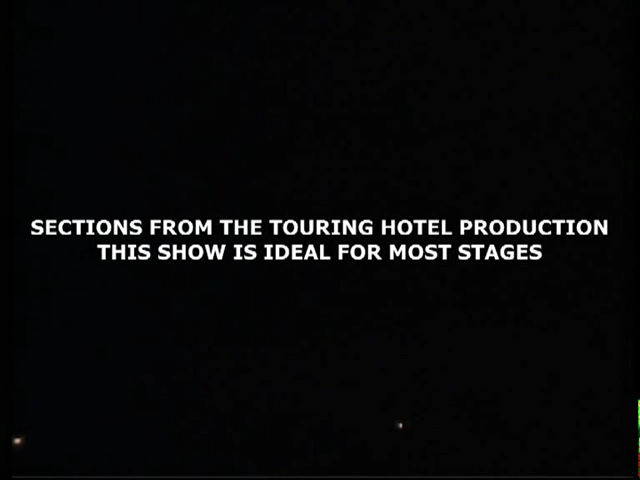 SECTIONS FROM THE TOURING HOTEL PRODUCTION
THIS SHOW IS IDEAL FOR MOST STAGES